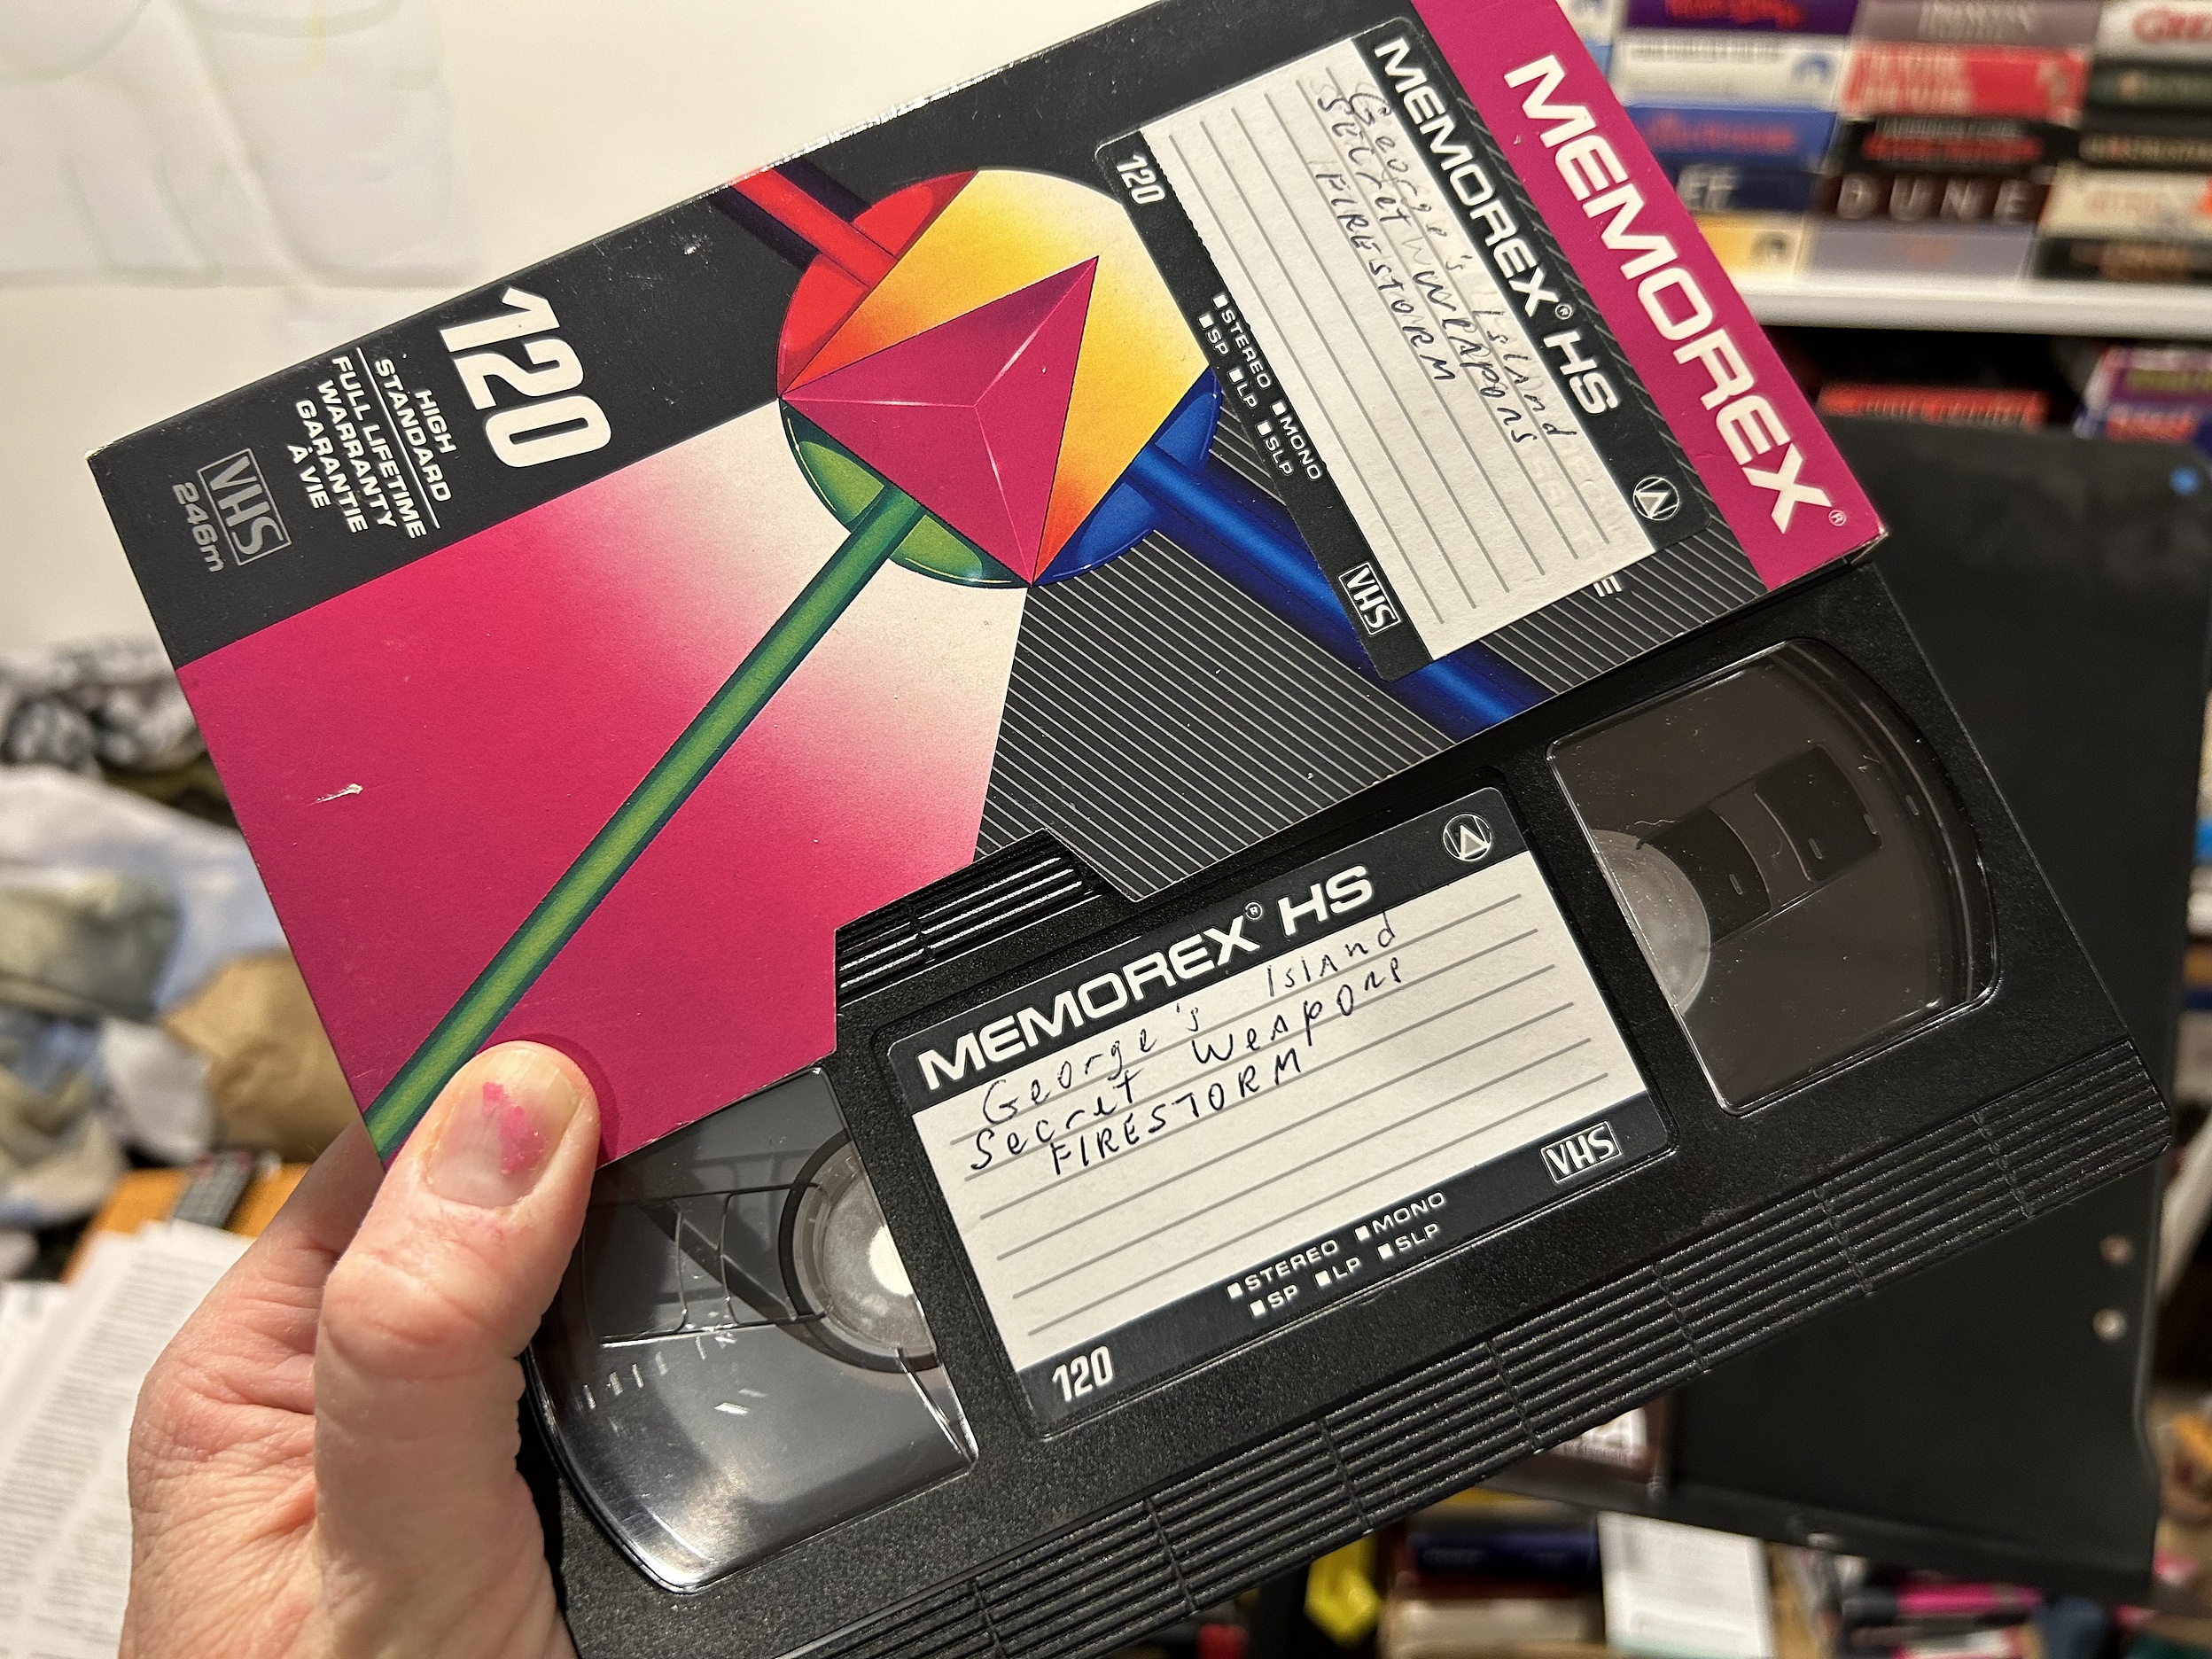 MEMOREX®
MEMOREX® HS
George's Island
SECret WEAPONS
FIRESTORM
120
■STEREO ■MONO
■SP ■LP ■SLP
VHS
120
HIGH
STANDARD
FULL LIFETIME
WARRANTY
GARANTIE
À VIE
VHS
246m
MEMOREX® HS
George's Island
Secret Weapons
FIRESTORM
VHS
■STEREO ■MONO
■SP ■LP ■SLP
120
DUNE